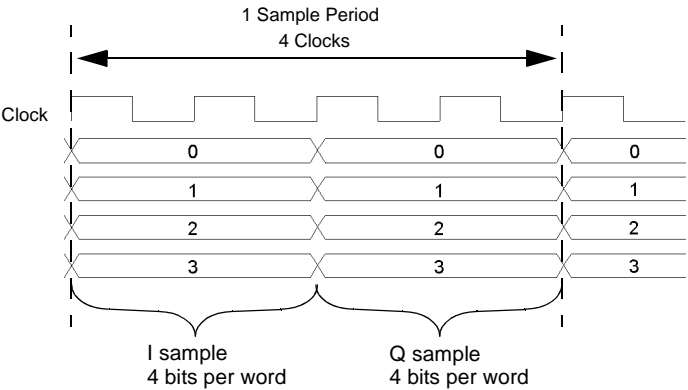 1 Sample Period
4 Clocks
Clock
0 0 0
1 1 1
2 2 2
3 3 3
I sample
4 bits per word
Q sample
4 bits per word